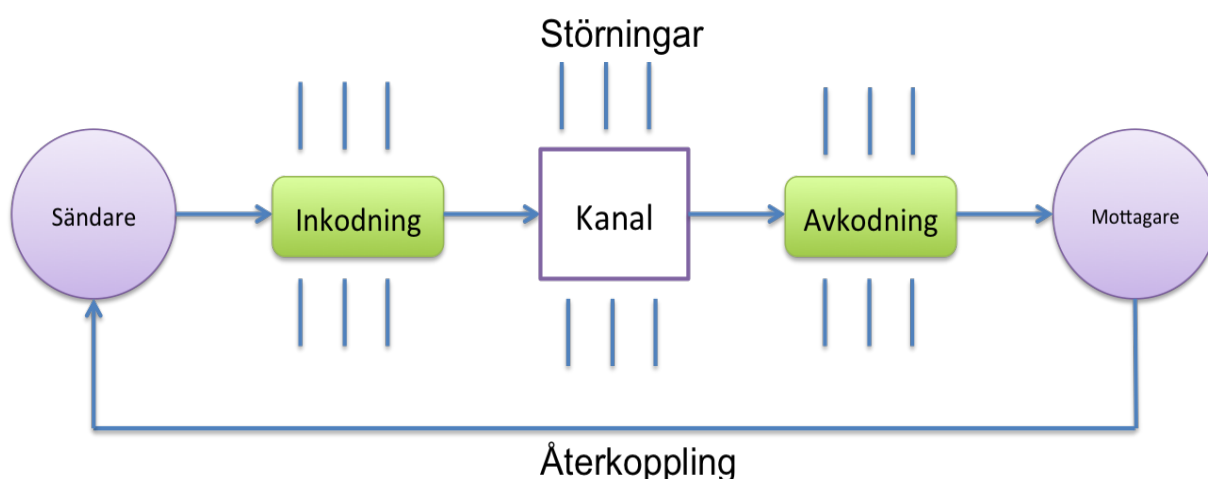 Störningar
Sändare
Inkodning
Kanal
Avkodning
Mottagare
Återkoppling